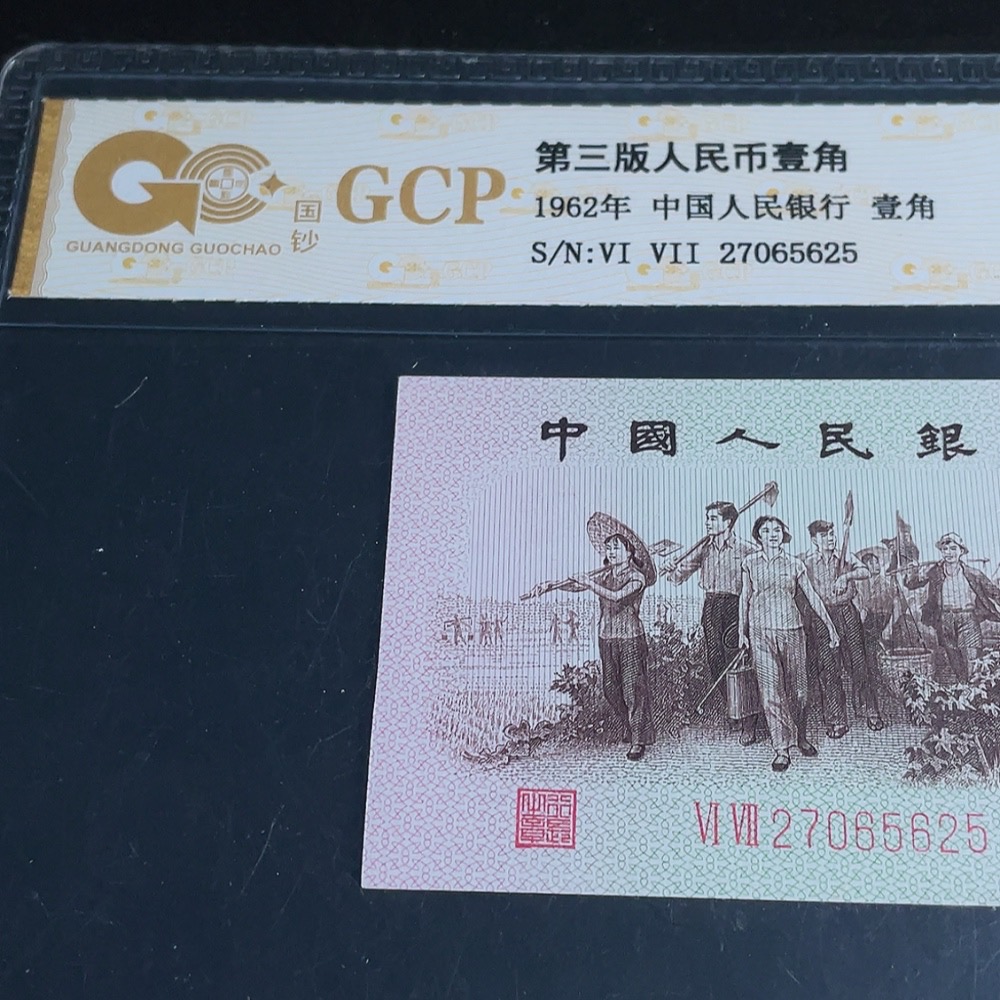 第三版人民币壹角
GCP
1962年 中国人民银行 壹角
国钞
GUANGDONG GUOCHAO
S/N:VI VII 27065625
中國人民銀
VI VII 27065625